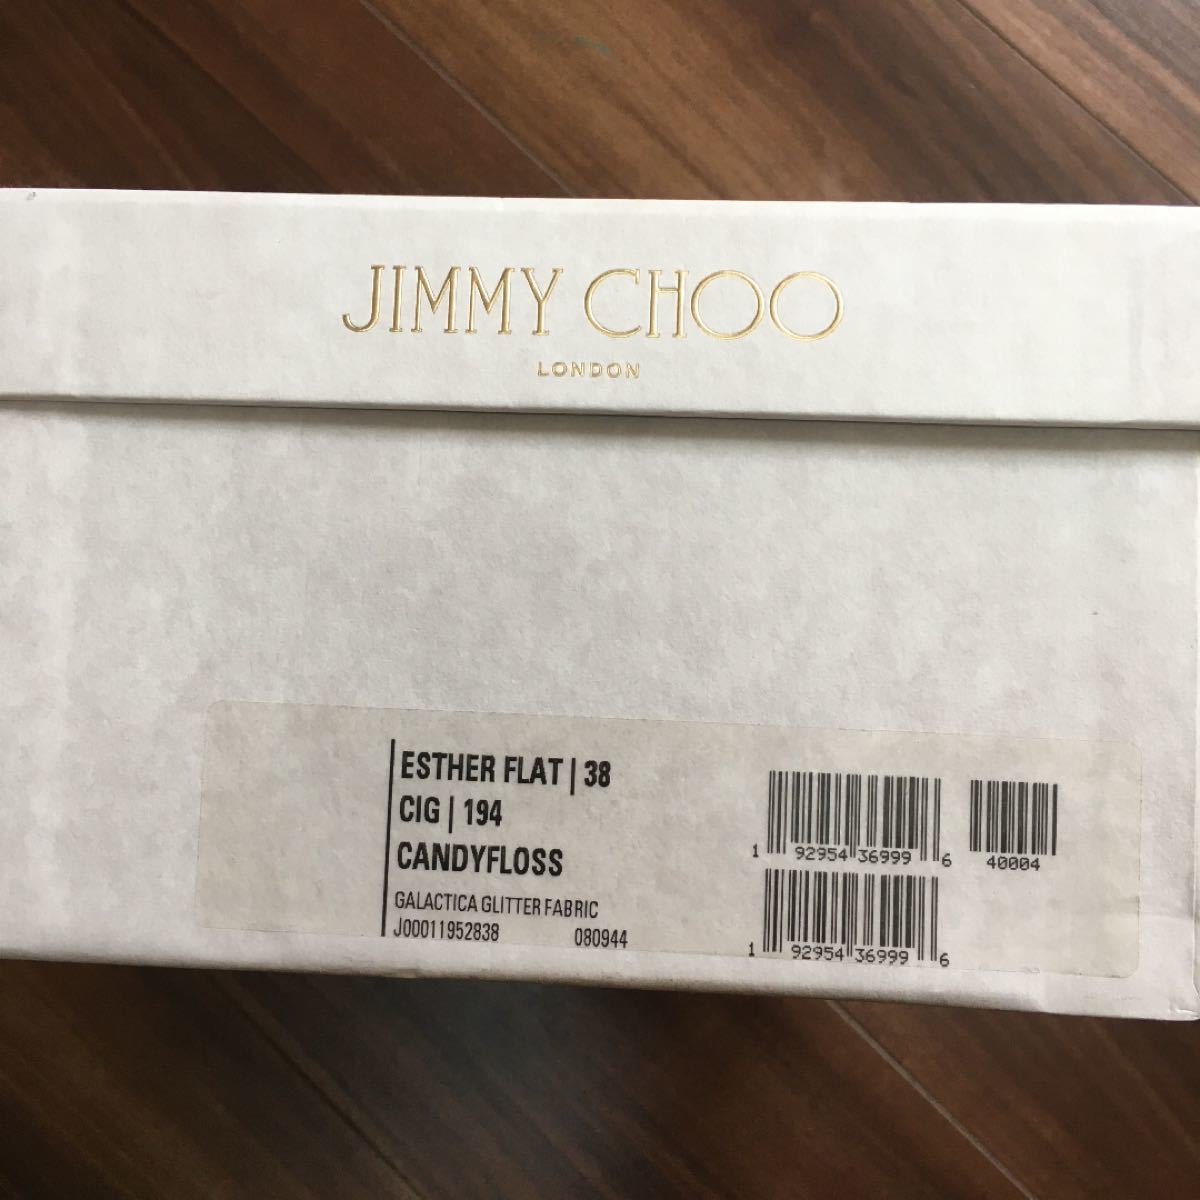 JIMMY CHOO
LONDON
ESTHER FLAT | 38
CIG | 194
CANDYFLOSS
GALACTICA GLITTER FABRIC
J00011952838 080944
1 92954 36999 6
40004
1 92954 36999 6